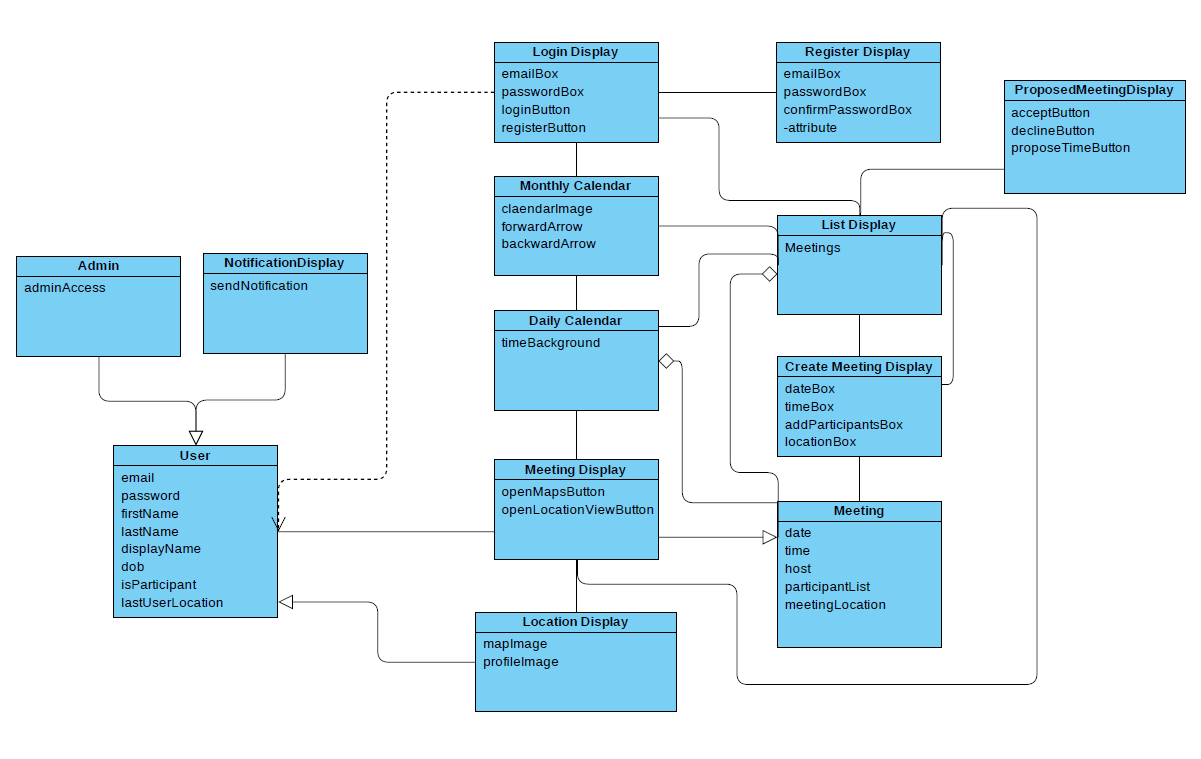 Login Display
emailBox
passwordBox
loginButton
registerButton
Register Display
emailBox
passwordBox
confirmPasswordBox
-attribute
ProposedMeetingDisplay
acceptButton
declineButton
proposeTimeButton
Monthly Calendar
claendarImage
forwardArrow
backwardArrow
List Display
Meetings
Admin
adminAccess
NotificationDisplay
sendNotification
Daily Calendar
timeBackground
Create Meeting Display
dateBox
timeBox
addParticipantsBox
locationBox
User
email
password
firstName
lastName
displayName
dob
isParticipant
lastUserLocation
Meeting Display
openMapsButton
openLocationViewButton
Meeting
date
time
host
participantList
meetingLocation
Location Display
mapImage
profileImage